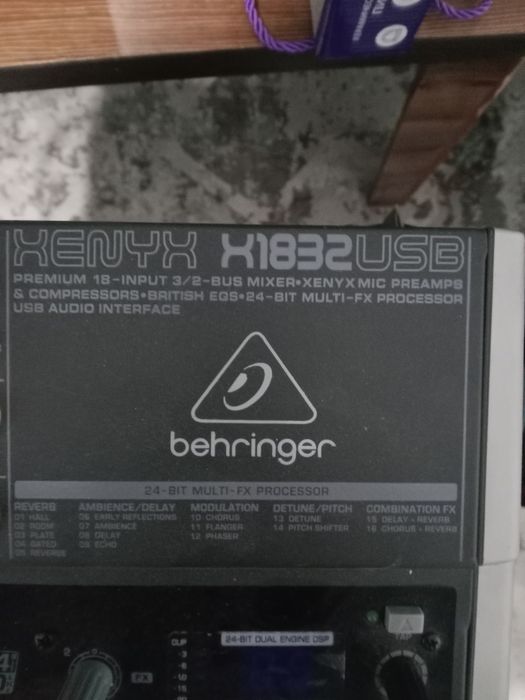 XENYX X1832USB
PREMIUM 18-INPUT 3/2-BUS MIXER•XENYX MIC PREAMPS
& COMPRESSORS•BRITISH EQS•24-BIT MULTI-FX PROCESSOR
USB AUDIO INTERFACE
behringer
24-BIT MULTI-FX PROCESSOR
REVERB
01 HALL
02 ROOM
03 PLATE
04 GATED
05 REVERSE
AMBIENCE/DELAY
06 EARLY REFLECTIONS
07 AMBIENCE
08 DELAY
09 ECHO
MODULATION
10 CHORUS
11 FLANGER
12 PHASER
DETUNE/PITCH
13 DETUNE
14 PITCH SHIFTER
COMBINATION FX
15 DELAY + REVERB
16 CHORUS + REVERB
24-BIT DUAL ENGINE DSP
CLIP
FX